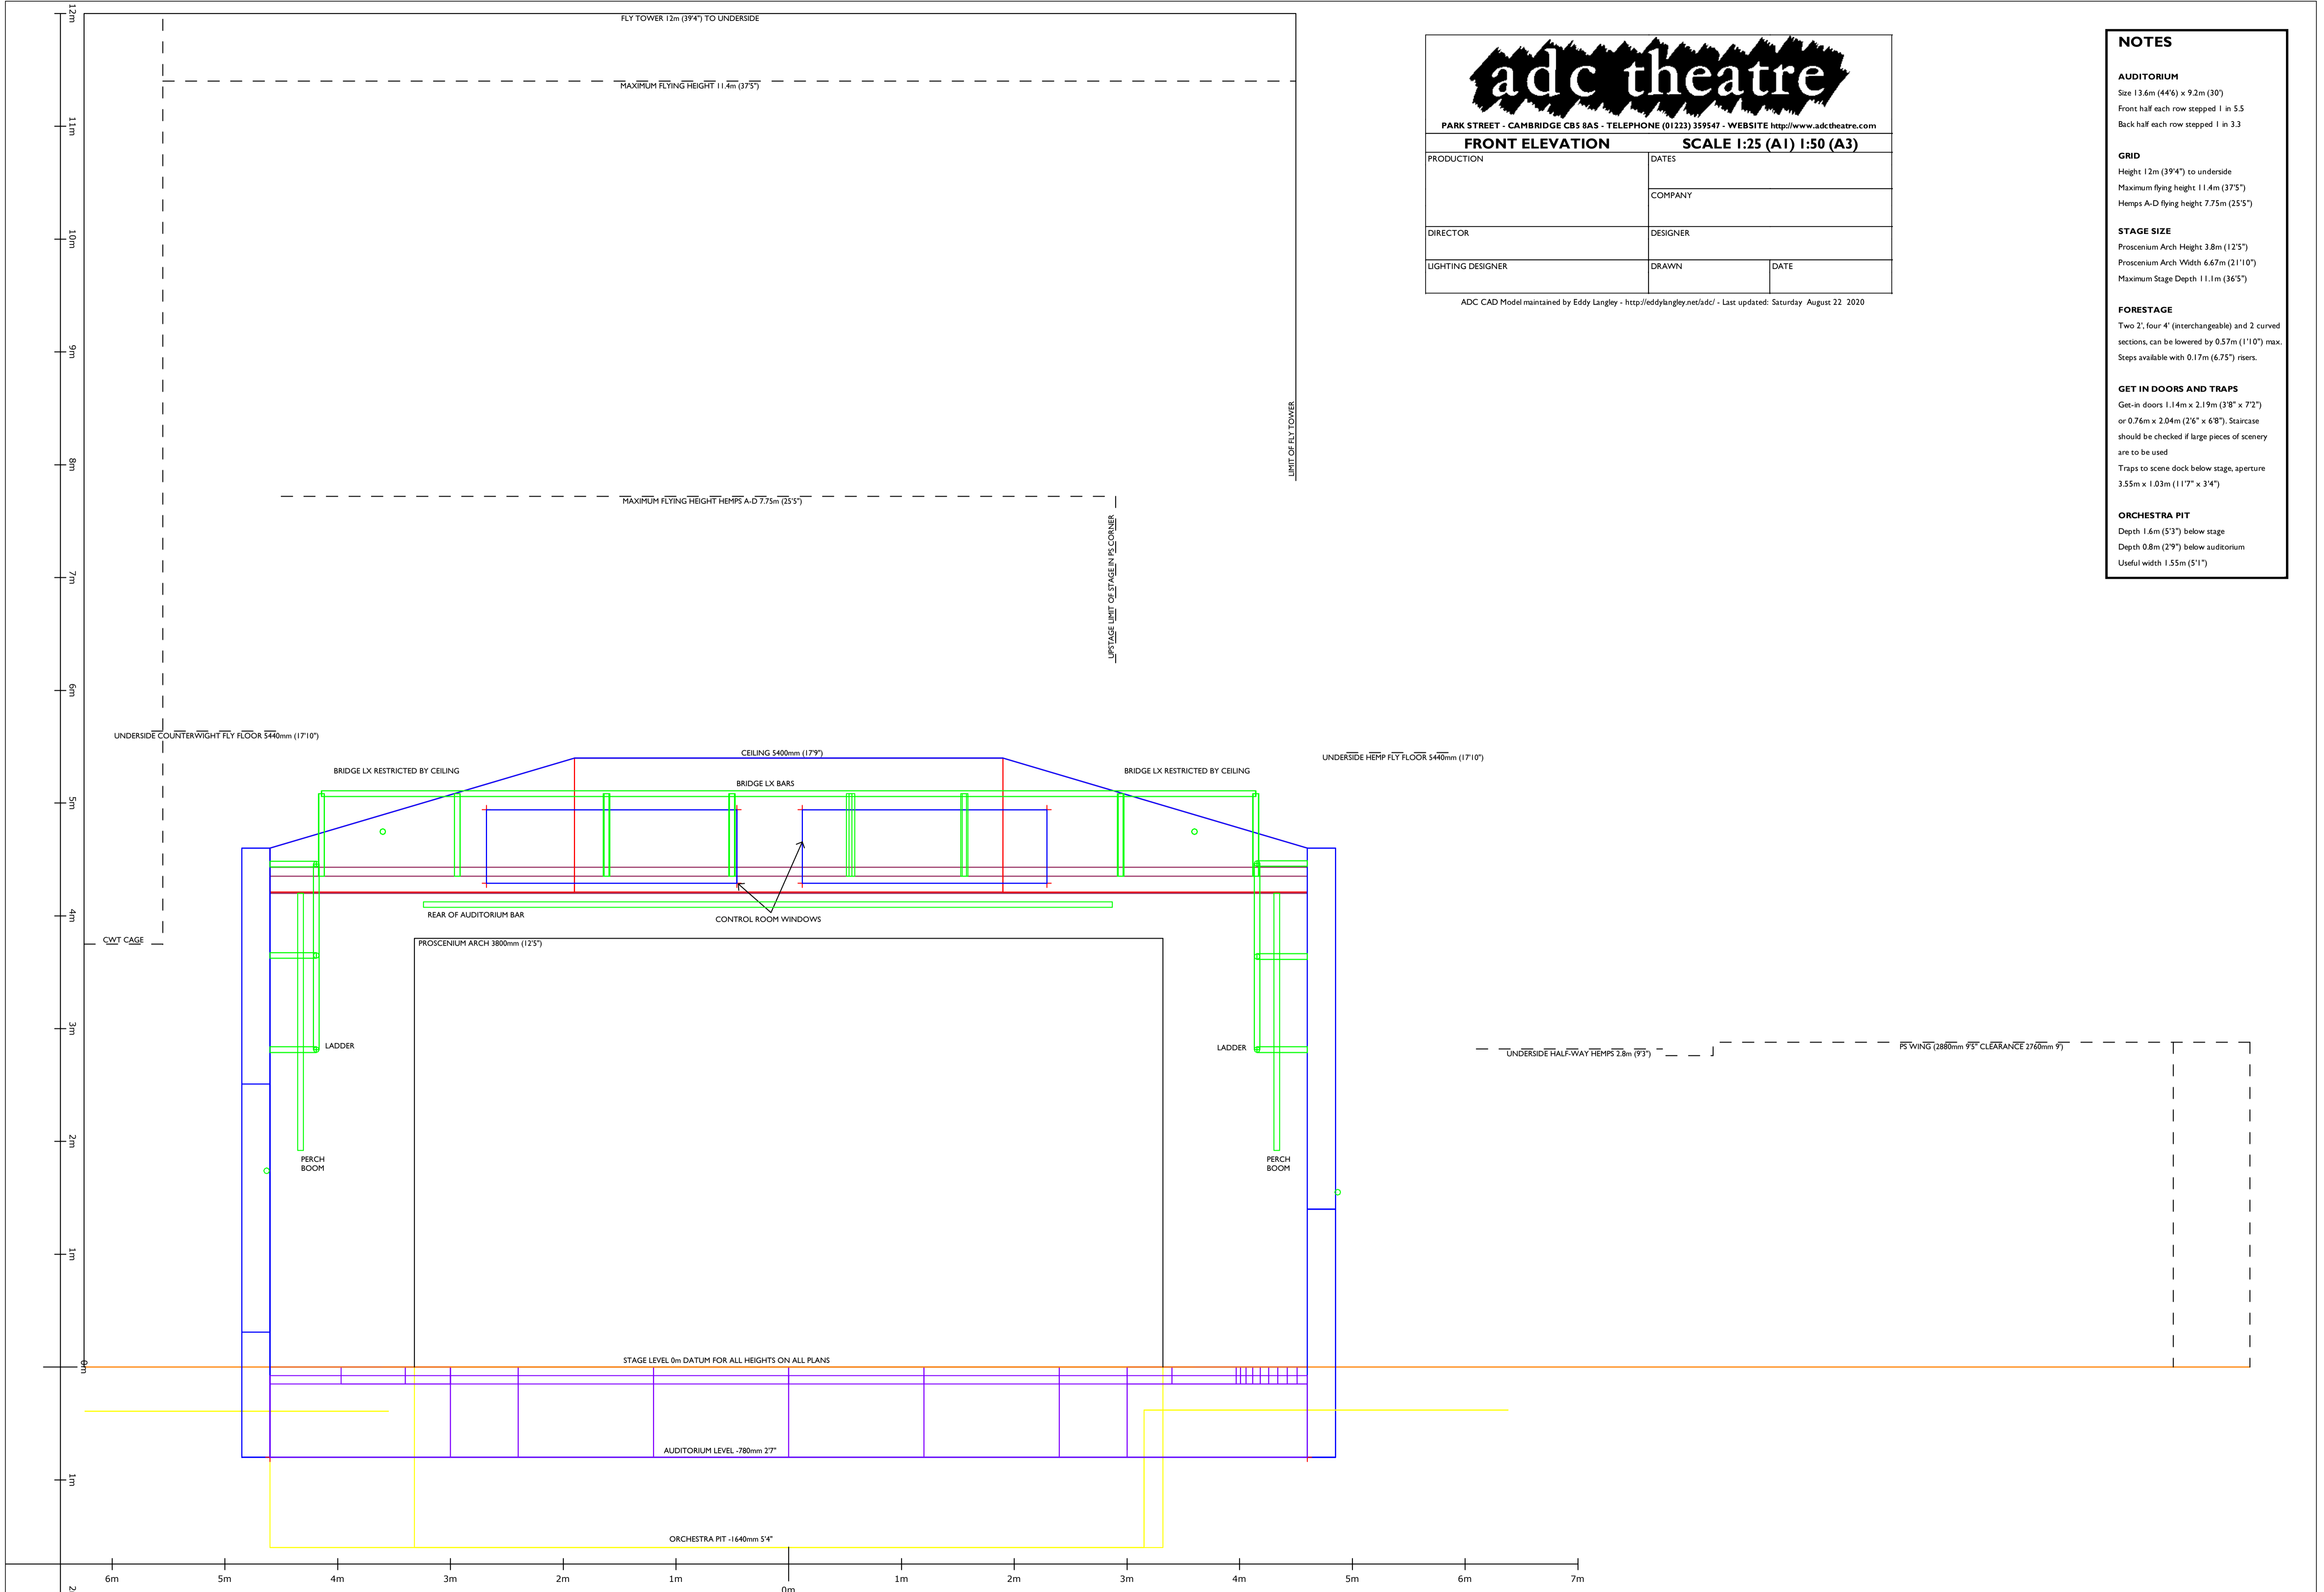 FLY TOWER 12m (39'4") TO UNDERSIDE
MAXIMUM FLYING HEIGHT 11.4m (37'5")
LIMIT OF FLY TOWER
MAXIMUM FLYING HEIGHT HEMPS A-D 7.75m (25'5")
UPSTAGE LIMIT OF STAGE IN PS CORNER
UNDERSIDE COUNTERWIGHT FLY FLOOR 5440mm (17'10")
CEILING 5400mm (17'9")
UNDERSIDE HEMP FLY FLOOR 5440mm (17'10")
BRIDGE LX RESTRICTED BY CEILING
BRIDGE LX BARS
BRIDGE LX RESTRICTED BY CEILING
REAR OF AUDITORIUM BAR
CONTROL ROOM WINDOWS
CWT CAGE
PROSCENIUM ARCH 3800mm (12'5")
LADDER
LADDER
UNDERSIDE HALF-WAY HEMPS 2.8m (9'3")
PS WING (2880mm 9'5" CLEARANCE 2760mm 9')
PERCH
BOOM
PERCH
BOOM
STAGE LEVEL 0m DATUM FOR ALL HEIGHTS ON ALL PLANS
AUDITORIUM LEVEL -780mm 2'7"
ORCHESTRA PIT -1640mm 5'4"
12m
11m
10m
9m
8m
7m
6m
5m
4m
3m
2m
1m
0m
1m
6m
5m
4m
3m
2m
1m
0m
1m
2m
3m
4m
5m
6m
7m
adc theatre
PARK STREET - CAMBRIDGE CB5 8AS - TELEPHONE (01223) 359547 - WEBSITE http://www.adctheatre.com
FRONT ELEVATION SCALE 1:25 (A1) 1:50 (A3)
PRODUCTION
DATES
COMPANY
DIRECTOR
DESIGNER
LIGHTING DESIGNER
DRAWN
DATE
ADC CAD Model maintained by Eddy Langley - http://eddylangley.net/adc/ - Last updated: Saturday August 22 2020
NOTES
AUDITORIUM
Size 13.6m (44'6) x 9.2m (30')
Front half each row stepped 1 in 5.5
Back half each row stepped 1 in 3.3
GRID
Height 12m (39'4") to underside
Maximum flying height 11.4m (37'5")
Hemps A-D flying height 7.75m (25'5")
STAGE SIZE
Proscenium Arch Height 3.8m (12'5")
Proscenium Arch Width 6.67m (21'10")
Maximum Stage Depth 11.1m (36'5")
FORESTAGE
Two 2', four 4' (interchangeable) and 2 curved
sections, can be lowered by 0.57m (1'10") max.
Steps available with 0.17m (6.75") risers.
GET IN DOORS AND TRAPS
Get-in doors 1.14m x 2.19m (3'8" x 7'2")
or 0.76m x 2.04m (2'6" x 6'8"). Staircase
should be checked if large pieces of scenery
are to be used
Traps to scene dock below stage, aperture
3.55m x 1.03m (11'7" x 3'4")
ORCHESTRA PIT
Depth 1.6m (5'3") below stage
Depth 0.8m (2'9") below auditorium
Useful width 1.55m (5'1")